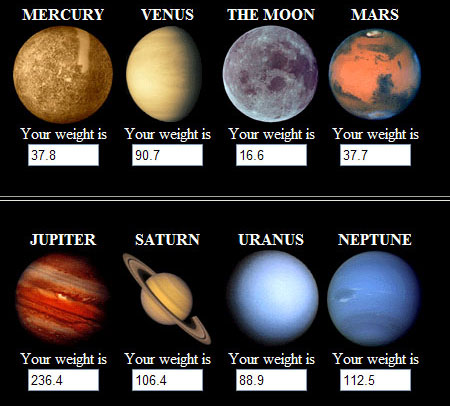 MERCURY VENUS THE MOON MARS
Your weight is Your weight is Your weight is Your weight is
37.8 90.7 16.6 37.7
JUPITER SATURN URANUS NEPTUNE
Your weight is Your weight is Your weight is Your weight is
236.4 106.4 88.9 112.5